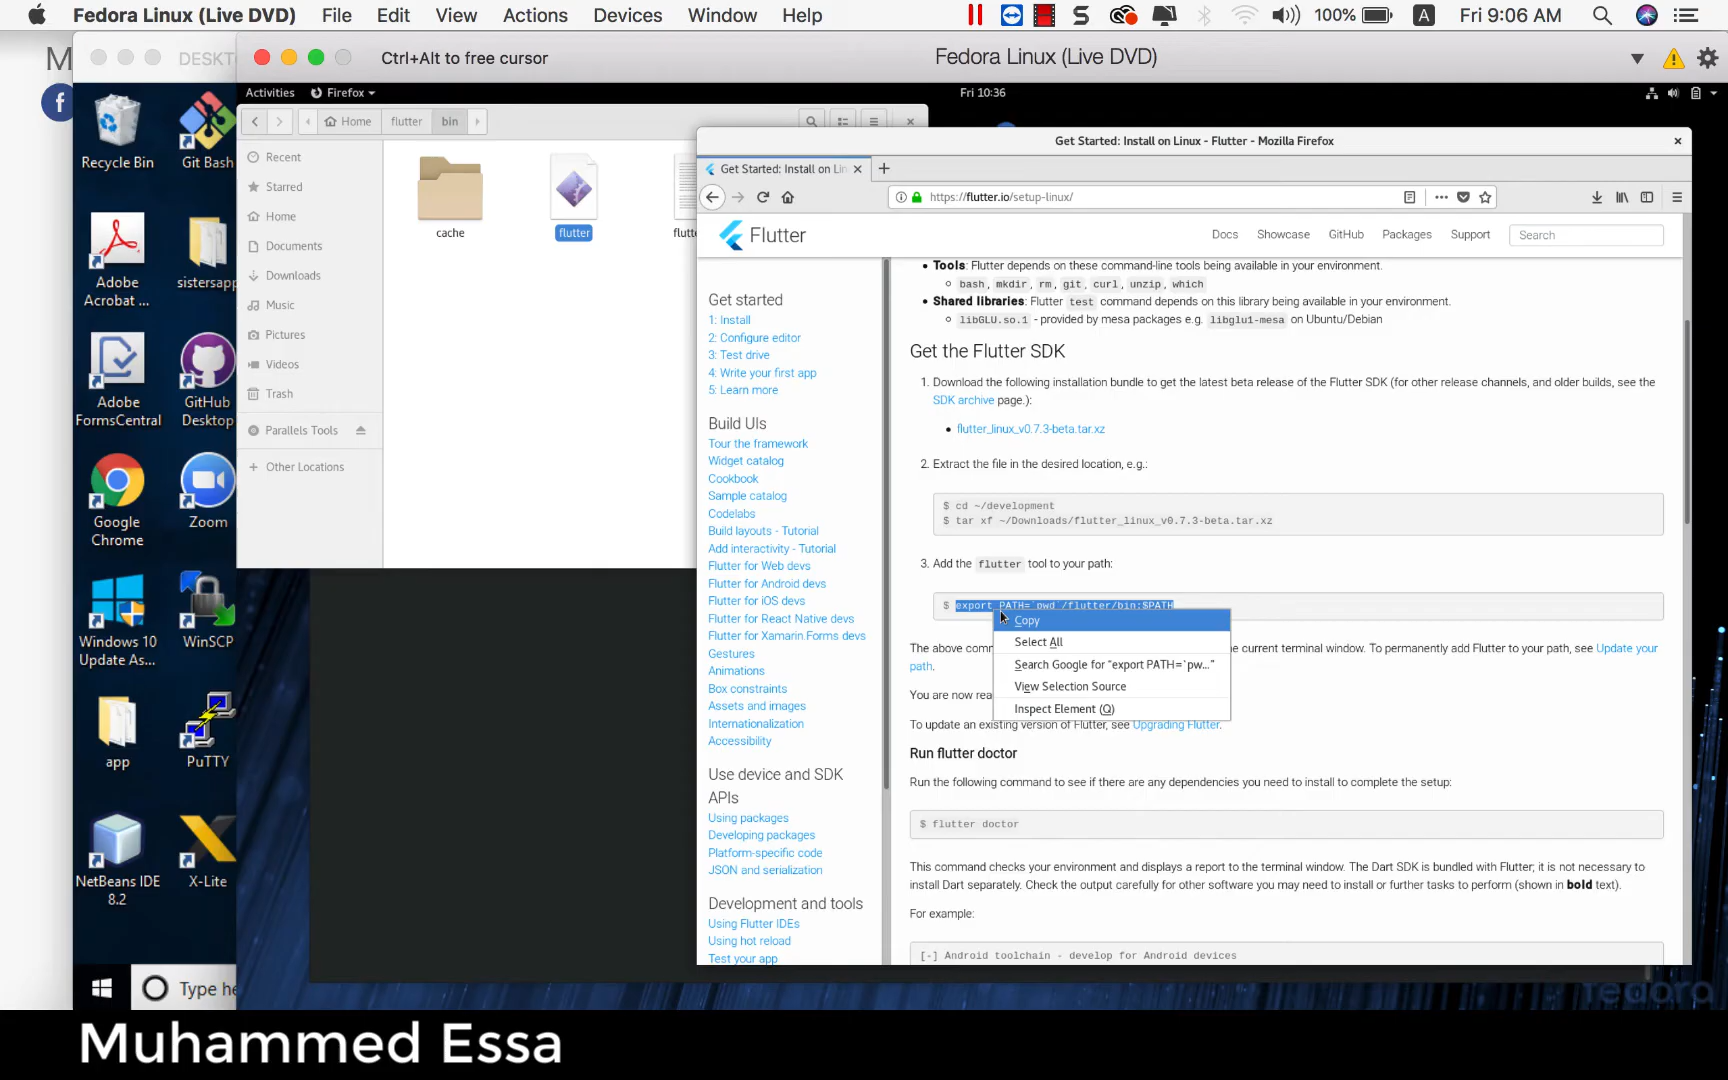 Fedora Linux (Live DVD) File Edit View Actions Devices Window Help 100% A Fri 9:06 AM
M
DESKT
Ctrl+Alt to free cursor
Fedora Linux (Live DVD)
Activities Firefox
Fri 10:36
Home flutter bin
Recent
Starred
Home
Documents
Downloads
Music
Pictures
Videos
Trash
Parallels Tools
Other Locations
cache
flutter
flutte
Recycle Bin
Git Bash
Adobe
Acrobat ...
sistersapp
Adobe
FormsCentral
GitHub
Desktop
Google
Chrome
Zoom
Windows 10
Update As...
WinSCP
app
PuTTY
NetBeans IDE
8.2
X-Lite
Type he
Get Started: Install on Linux - Flutter - Mozilla Firefox
Get Started: Install on Lin
https://flutter.io/setup-linux/
Flutter
Docs Showcase GitHub Packages Support Search
Get started
1: Install
2: Configure editor
3: Test drive
4: Write your first app
5: Learn more
Build UIs
Tour the framework
Widget catalog
Cookbook
Sample catalog
Codelabs
Build layouts - Tutorial
Add interactivity - Tutorial
Flutter for Web devs
Flutter for Android devs
Flutter for iOS devs
Flutter for React Native devs
Flutter for Xamarin.Forms devs
Gestures
Animations
Box constraints
Assets and images
Internationalization
Accessibility
Use device and SDK
APIs
Using packages
Developing packages
Platform-specific code
JSON and serialization
Development and tools
Using Flutter IDEs
Using hot reload
Test your app
Tools: Flutter depends on these command-line tools being available in your environment.
bash, mkdir, rm, git, curl, unzip, which
Shared libraries: Flutter test command depends on this library being available in your environment.
libGLU.so.1 - provided by mesa packages e.g. libglu1-mesa on Ubuntu/Debian
Get the Flutter SDK
1. Download the following installation bundle to get the latest beta release of the Flutter SDK (for other release channels, and older builds, see the
SDK archive page.):
flutter_linux_v0.7.3-beta.tar.xz
2. Extract the file in the desired location, e.g.:
$ cd ~/development
$ tar xf ~/Downloads/flutter_linux_v0.7.3-beta.tar.xz
3. Add the flutter tool to your path:
$ export PATH=`pwd`/flutter/bin:$PATH
Copy
Select All
Search Google for "export PATH=`pw..."
View Selection Source
Inspect Element (Q)
The above comm
e current terminal window. To permanently add Flutter to your path, see Update your
path.
You are now rea
To update an existing version of Flutter, see Upgrading Flutter.
Run flutter doctor
Run the following command to see if there are any dependencies you need to install to complete the setup:
$ flutter doctor
This command checks your environment and displays a report to the terminal window. The Dart SDK is bundled with Flutter; it is not necessary to
install Dart separately. Check the output carefully for other software you may need to install or further tasks to perform (shown in bold text).
For example:
[-] Android toolchain - develop for Android devices
fedora
Muhammed Essa